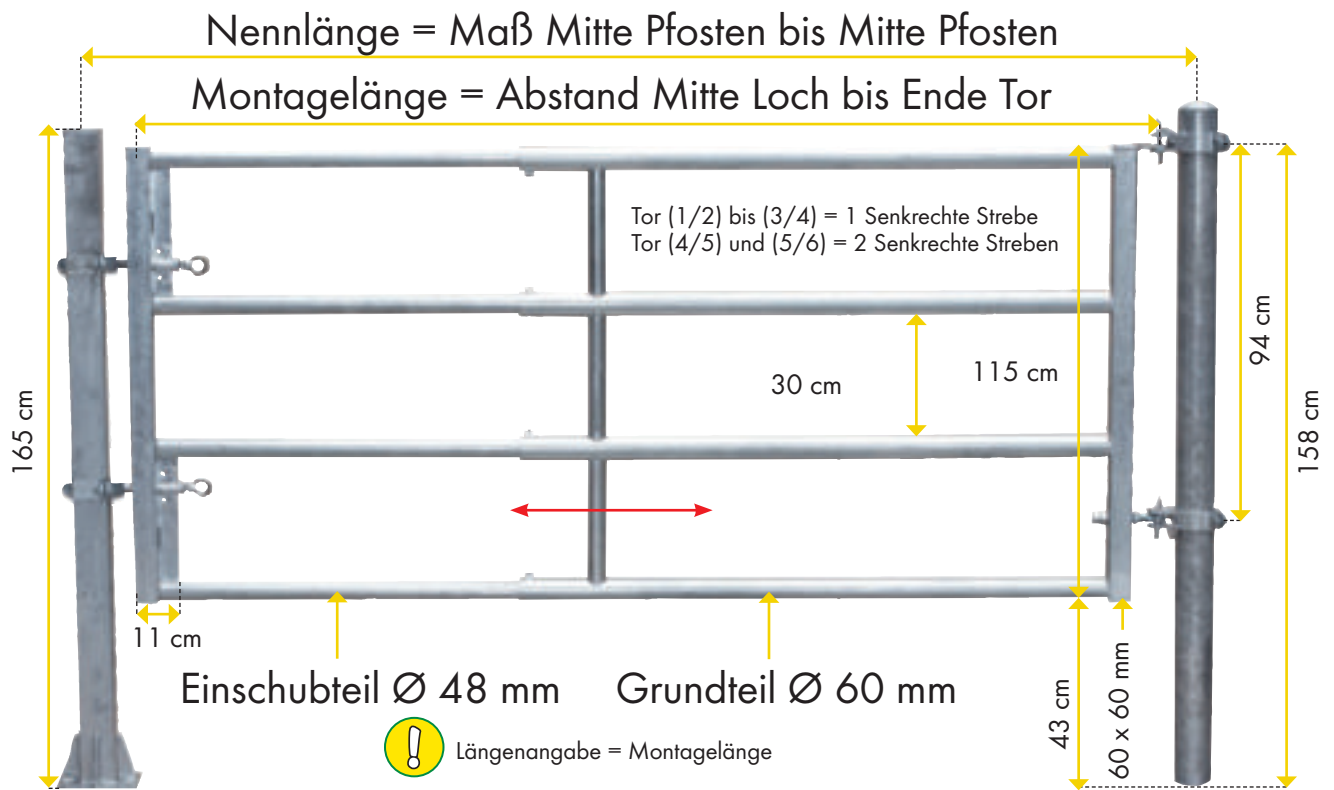 Nennlänge = Maß Mitte Pfosten bis Mitte Pfosten
Montagelänge = Abstand Mitte Loch bis Ende Tor
Tor (1/2) bis (3/4) = 1 Senkrechte Strebe
Tor (4/5) und (5/6) = 2 Senkrechte Streben
165 cm
30 cm
115 cm
94 cm
158 cm
11 cm
Einschubteil Ø 48 mm
Grundteil Ø 60 mm
43 cm
60 x 60 mm
Längenangabe = Montagelänge